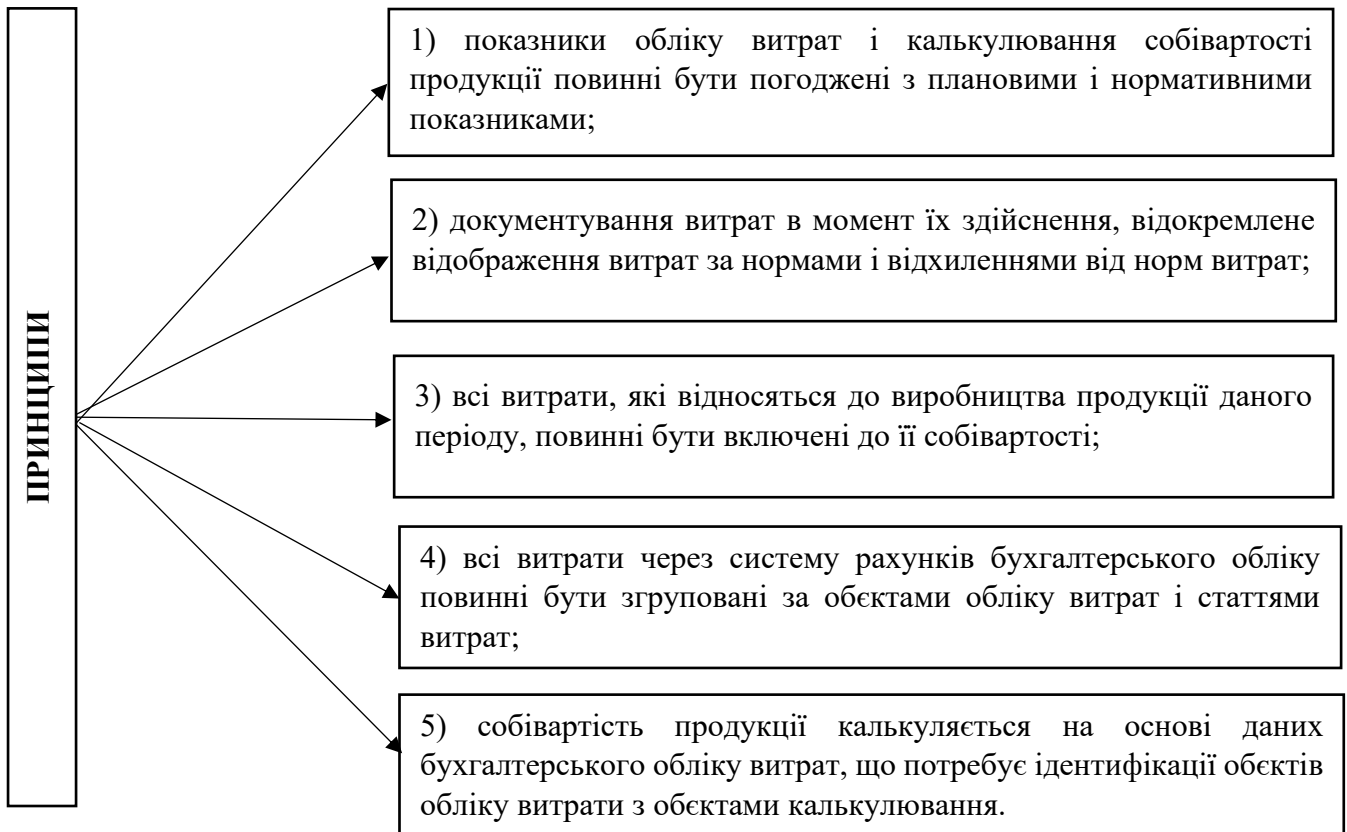 ПРИНЦИПИ
1) показники обліку витрат і калькулювання собівартості
продукції повинні бути погоджені з плановими і нормативними
показниками;
2) документування витрат в момент їх здійснення, відокремлене
відображення витрат за нормами і відхиленнями від норм витрат;
3) всі витрати, які відносяться до виробництва продукції даного
періоду, повинні бути включені до її собівартості;
4) всі витрати через систему рахунків бухгалтерського обліку
повинні бути згруповані за обєктами обліку витрат і статтями
витрат;
5) собівартість продукції калькуляється на основі даних
бухгалтерського обліку витрат, що потребує ідентифікації обєктів
обліку витрати з обєктами калькулювання.